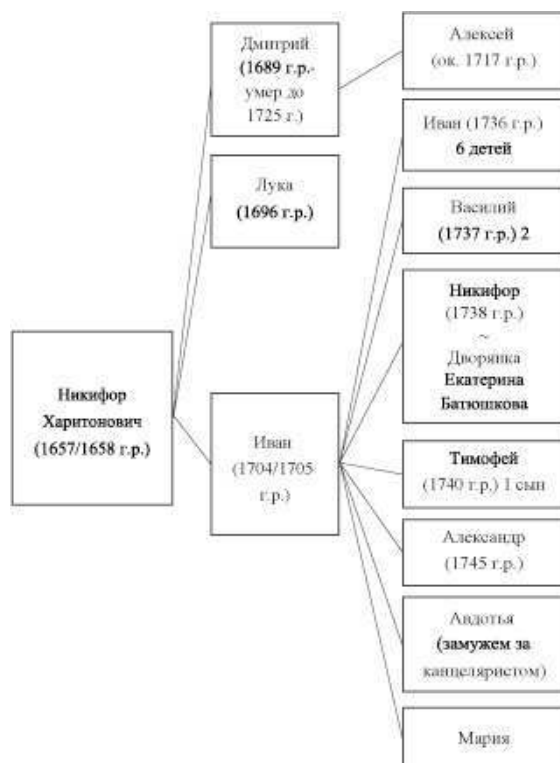 Никифор
Харитонович
(1657/1658 г.р.)
Дмитрий
(1689 г.р.-
умер до
1725 г.)
Лука
(1696 г.р.)
Иван
(1704/1705
г.р.)
Алексей
(ок. 1717 г.р.)
Иван (1736 г.р.)
6 детей
Василий
(1737 г.р.) 2
Никифор
(1738 г.р.)
~
Дворянка
Екатерина
Батюшкова
Тимофей
(1740 г.р.) 1 сын
Александр
(1745 г.р.)
Авдотья
(замужем за
канцеляристом)
Мария